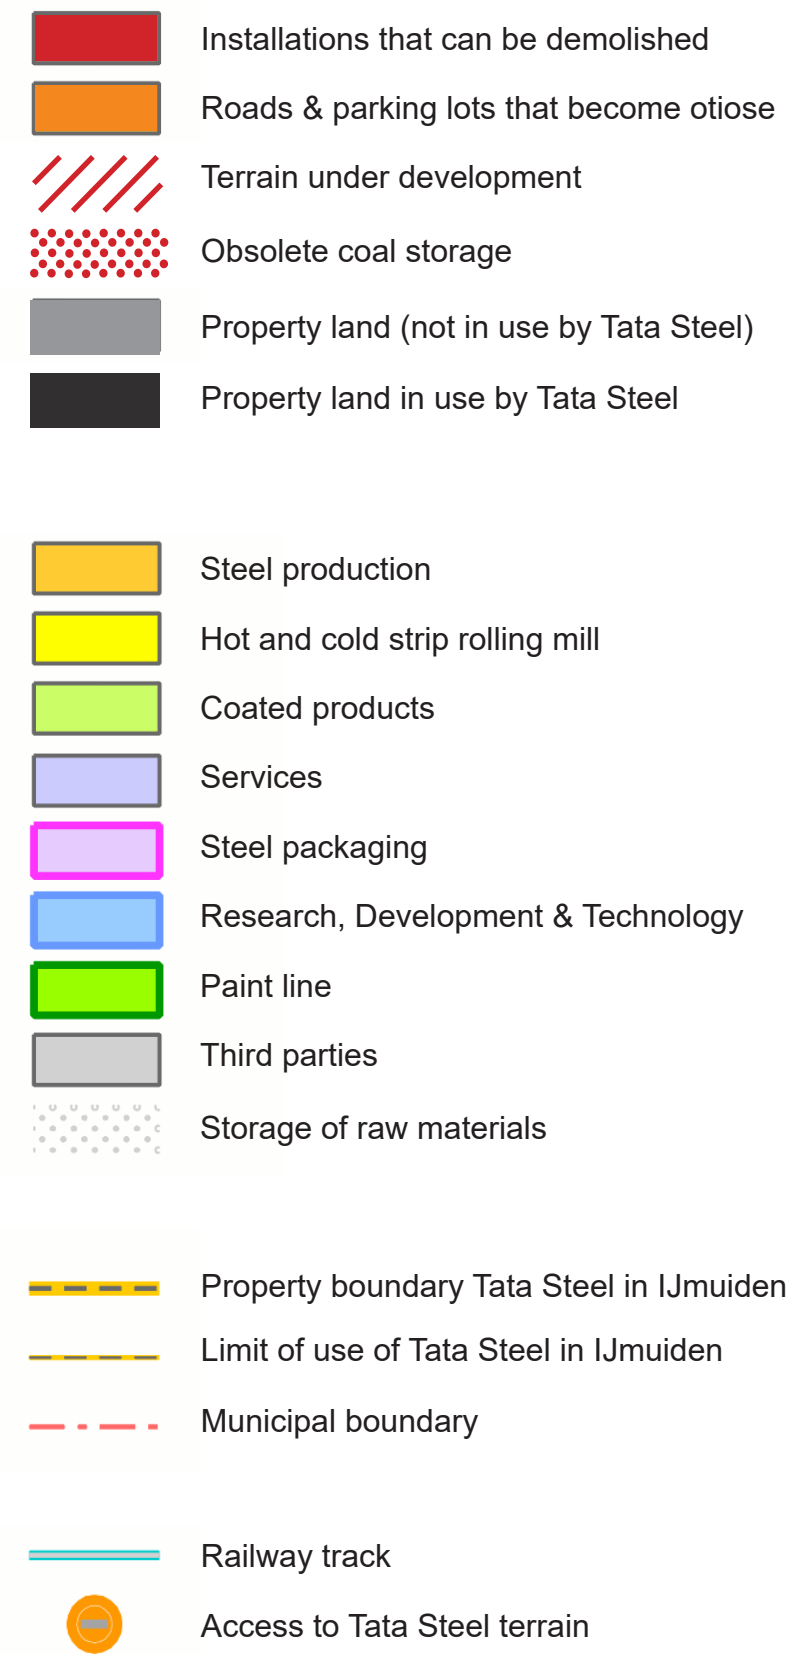 Installations that can be demolished
Roads & parking lots that become otiose
Terrain under development
Obsolete coal storage
Property land (not in use by Tata Steel)
Property land in use by Tata Steel
Steel production
Hot and cold strip rolling mill
Coated products
Services
Steel packaging
Research, Development & Technology
Paint line
Third parties
Storage of raw materials
Property boundary Tata Steel in IJmuiden
Limit of use of Tata Steel in IJmuiden
Municipal boundary
Railway track
Access to Tata Steel terrain